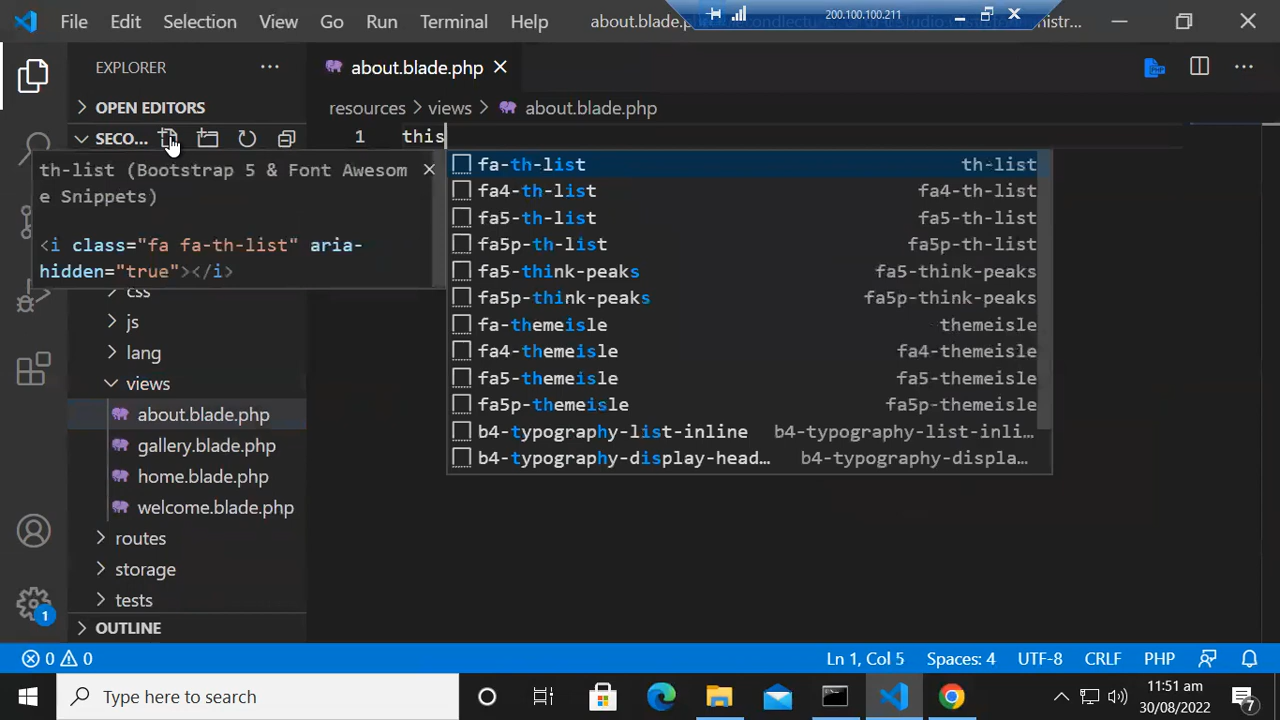 File Edit Selection View Go Run Terminal Help about.blade.p
200.100.100.211
EXPLORER
about.blade.php
OPEN EDITORS
resources views about.blade.php
SECO...
1 this
th-list (Bootstrap 5 & Font Awesom
e Snippets)
<i class="fa fa-th-list" aria-
hidden="true"></i>
fa-th-list th-list
fa4-th-list fa4-th-list
fa5-th-list fa5-th-list
fa5p-th-list fa5p-th-list
fa5-think-peaks fa5-think-peaks
fa5p-think-peaks fa5p-think-peaks
fa-themeisle themeisle
fa4-themeisle fa4-themeisle
fa5-themeisle fa5-themeisle
fa5p-themeisle fa5p-themeisle
b4-typography-list-inline b4-typography-list-inli...
b4-typography-display-head... b4-typography-displa...
css
js
lang
views
about.blade.php
gallery.blade.php
home.blade.php
welcome.blade.php
routes
storage
tests
OUTLINE
1
0 0 Ln 1, Col 5 Spaces: 4 UTF-8 CRLF PHP
Type here to search
11:51 am
30/08/2022
7